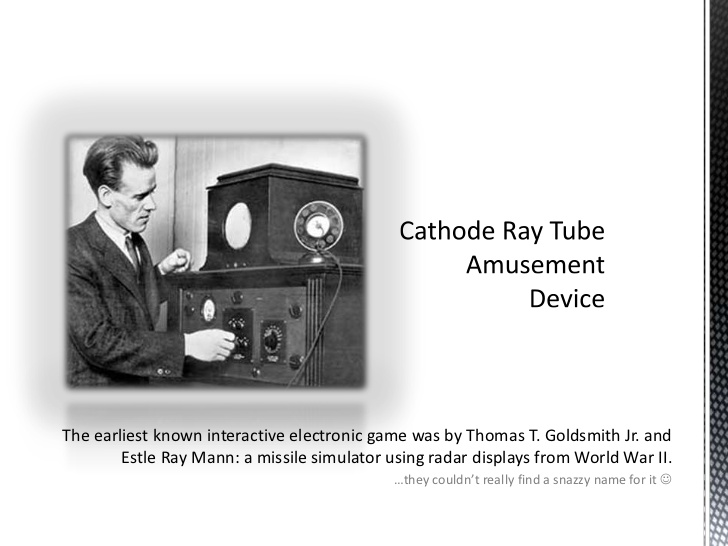 Cathode Ray Tube
Amusement
Device
The earliest known interactive electronic game was by Thomas T. Goldsmith Jr. and
Estle Ray Mann: a missile simulator using radar displays from World War II.
…they couldn’t really find a snazzy name for it ☺